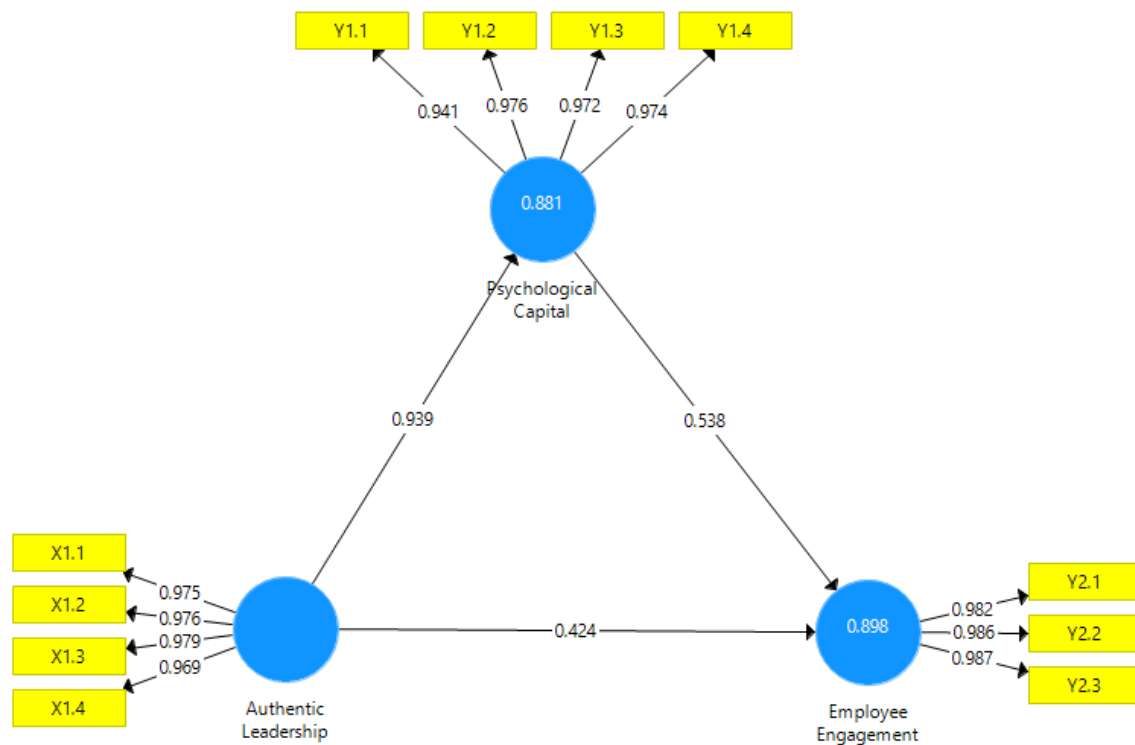 Y1.1 Y1.2 Y1.3 Y1.4
0.941 0.976 0.972 0.974
0.881
Psychological
Capital
0.939 0.538
X1.1
X1.2
X1.3
X1.4
0.975
0.976
0.979
0.969
Authentic
Leadership
0.424
0.898
Employee
Engagement
0.982
0.986
0.987
Y2.1
Y2.2
Y2.3